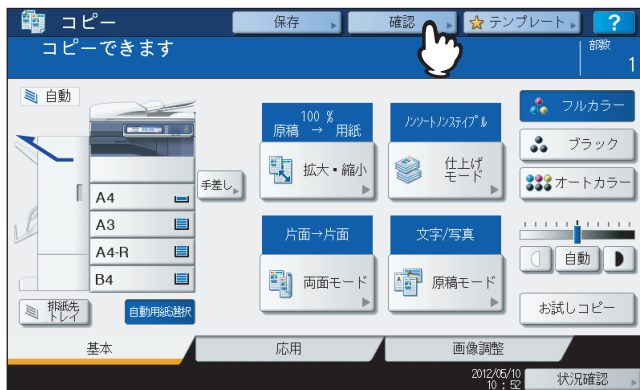 コピー
保存
確認
テンプレート
?
コピーできます
部数
1
自動
100 %
原稿 → 用紙
拡大・縮小
ノンソートノンステイプル
仕上げ
モード
フルカラー
ブラック
オートカラー
手差し
A4
A3
A4-R
B4
片面→片面
両面モード
文字/写真
原稿モード
自動
排紙先
トレイ
自動用紙選択
お試しコピー
基本
応用
画像調整
2012/05/10
10 : 52
状況確認